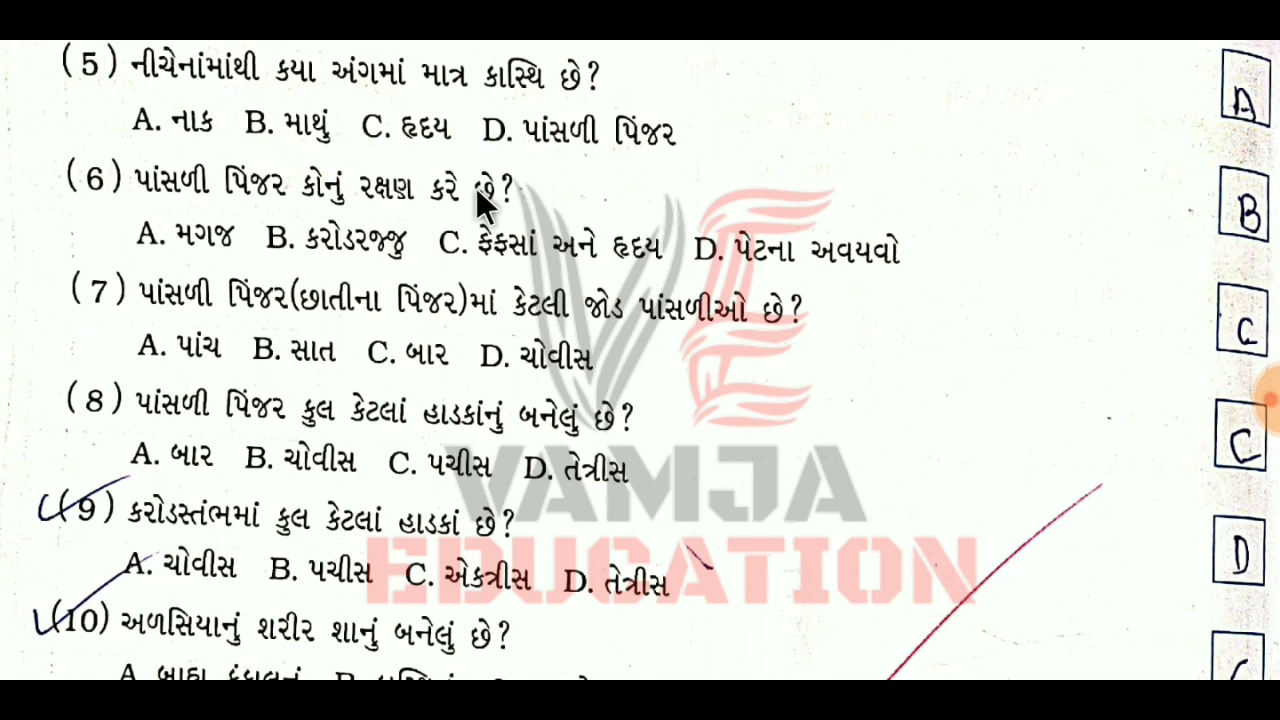 (5) નીચેનાંમાંથી કયા અંગમાં માત્ર કાસ્થિ છે?
A
A. નાક B. માથું C. હૃદય D. પાંસળી પિંજર
(6) પાંસળી પિંજર કોનું રક્ષણ કરે છે?
B
A. મગજ B. કરોડરજ્જુ C. ફેફસાં અને હૃદય D. પેટના અવયવો
(7) પાંસળી પિંજર(છાતીના પિંજર)માં કેટલી જોડ પાંસળીઓ છે?
C
A. પાંચ B. સાત C. બાર D. ચોવીસ
(8) પાંસળી પિંજર કુલ કેટલાં હાડકાંનું બનેલું છે?
C
A. બાર B. ચોવીસ C. પચીસ D. તેત્રીસ
VAMJA
(9) કરોડસ્તંભમાં કુલ કેટલાં હાડકાં છે?
D
A. ચોવીસ B. પચીસ C. એકત્રીસ D. તેત્રીસ
EDUCATION
(10) અળસિયાનું શરીર શાનું બનેલું છે?